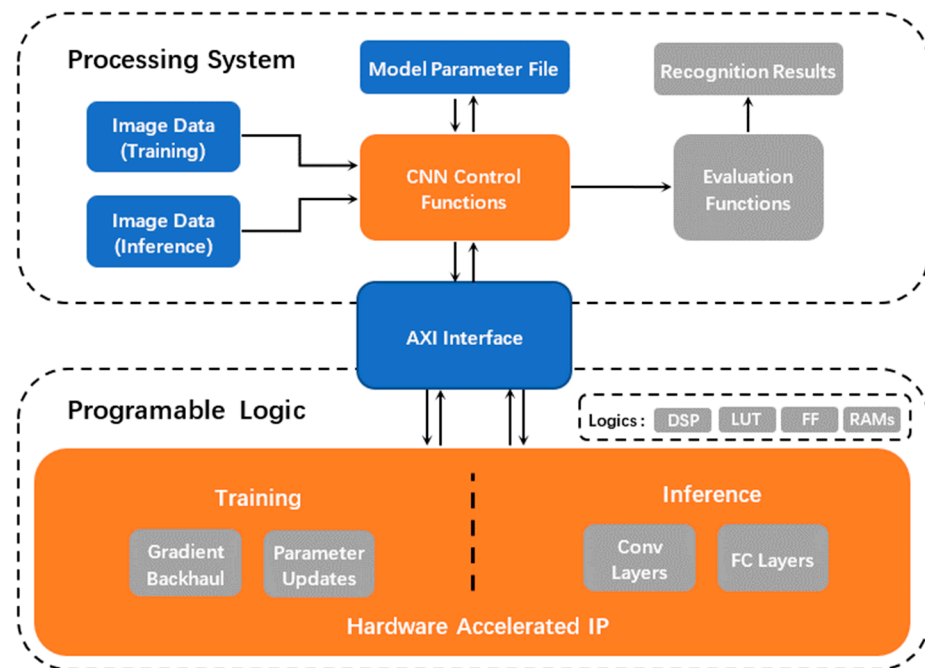 Processing System
Model Parameter File
Recognition Results
Image Data
(Training)
CNN Control
Functions
Evaluation
Functions
Image Data
(Inference)
AXI Interface
Programable Logic
Logics: DSP LUT FF RAMs
Training
Inference
Gradient
Backhaul
Parameter
Updates
Conv
Layers
FC Layers
Hardware Accelerated IP